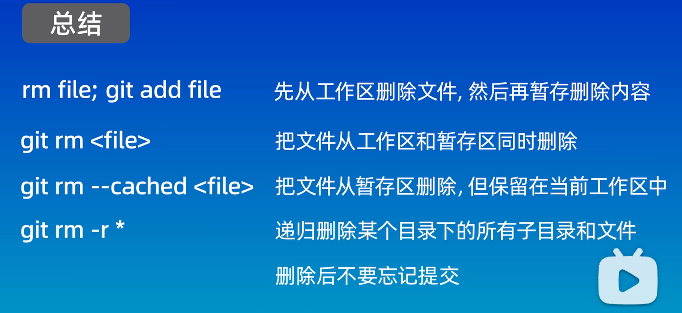 总结
rm file; git add file 先从工作区删除文件, 然后再暂存删除内容
git rm <file> 把文件从工作区和暂存区同时删除
git rm --cached <file> 把文件从暂存区删除, 但保留在当前工作区中
git rm -r * 递归删除某个目录下的所有子目录和文件
删除后不要忘记提交